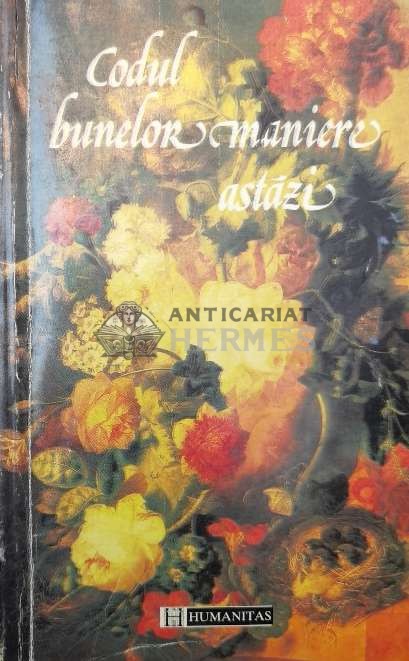 Codul
bunelor maniere
astăzi
ANTICARIAT
HERMES
H HUMANITAS